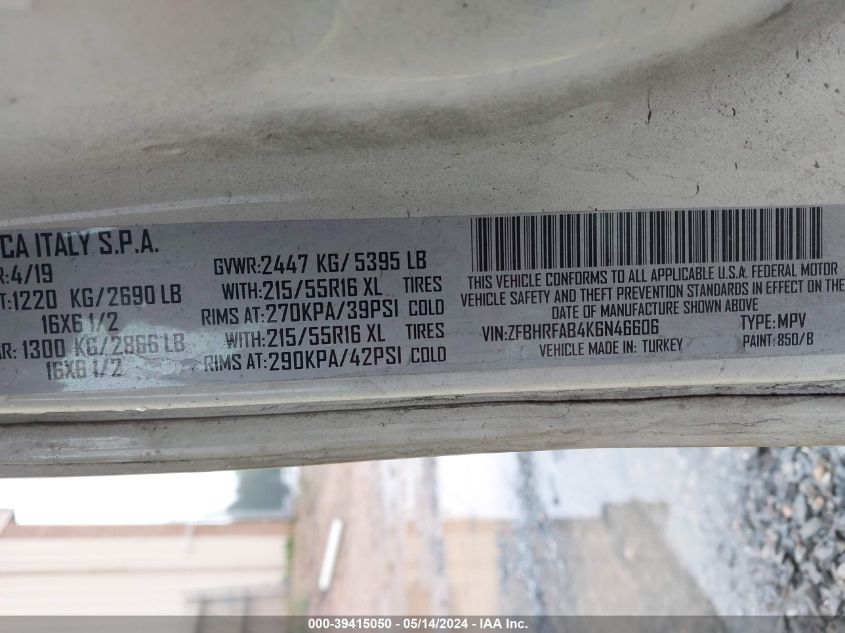 CA ITALY S.P.A.
R:4/19
GVWR:2447 KG/ 5395 LB
T:1220 KG/2690 LB
WITH:215/55R16 XL TIRES
16X6 1/2
RIMS AT:270KPA/39PSI COLD
AR: 1300 KG/2866 LB
WITH:215/55R16 XL TIRES
16X6 1/2
RIMS AT:290KPA/42PSI COLD
THIS VEHICLE CONFORMS TO ALL APPLICABLE U.S.A. FEDERAL MOTOR
VEHICLE SAFETY AND THEFT PREVENTION STANDARDS IN EFFECT ON THE
DATE OF MANUFACTURE SHOWN ABOVE
VIN:ZFBHRFAB4K6N46606 TYPE: MPV
VEHICLE MADE IN: TURKEY PAINT: 850/B
000-39415050 - 05/14/2024 - IAA Inc.